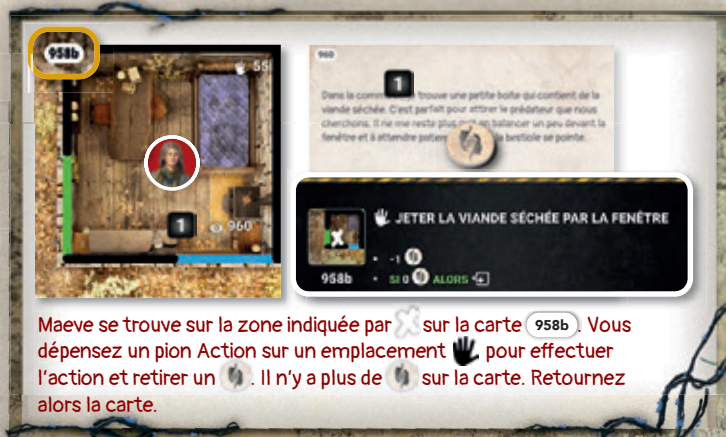 958b
55
1
960
960
1
Dans la comm trouve une petite boîte qui contient de la
viande séchée. C'est parfait pour attirer le prédateur que nous
cherchons. Il ne me reste plus qu'à en balancer un peu devant la
fenêtre et à attendre la bestiole se pointe.
JETER LA VIANDE SÉCHÉE PAR LA FENÊTRE
-1
958b
SI 0 ALORS
Maeve se trouve sur la zone indiquée par sur la carte 958b. Vous
dépensez un pion Action sur un emplacement pour effectuer
l'action et retirer un . Il n'y a plus de sur la carte. Retournez
alors la carte.